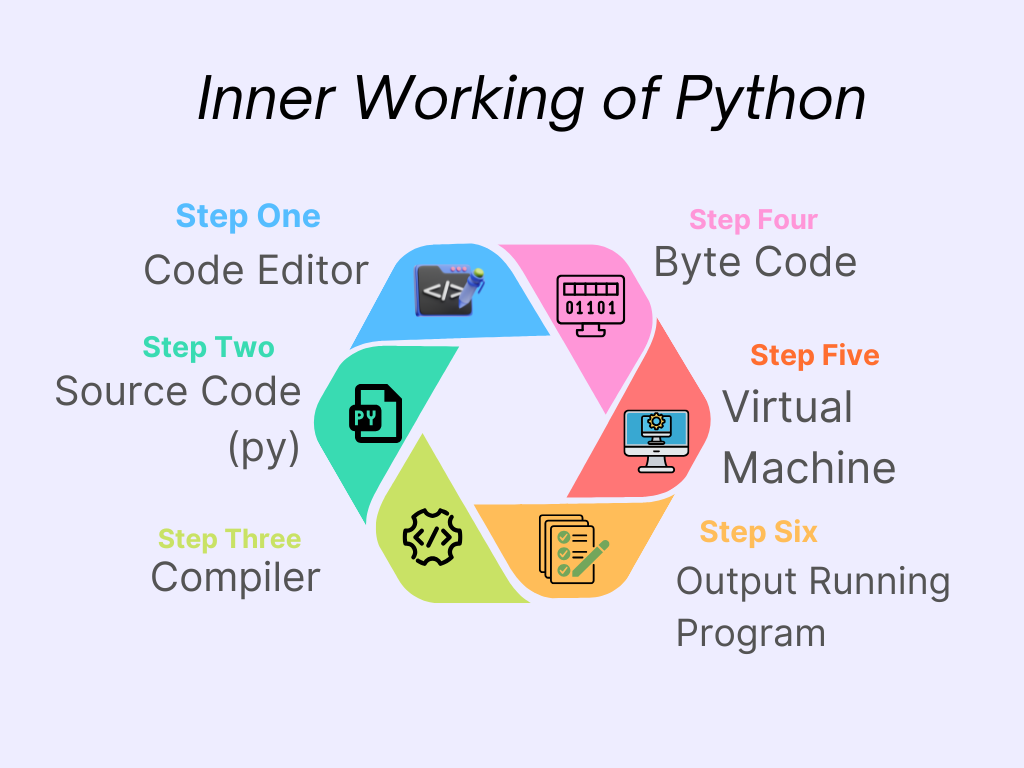 Inner Working of Python
Step One
Code Editor
Step Two
Source Code
(py)
Step Three
Compiler
Step Four
Byte Code
Step Five
Virtual
Machine
Step Six
Output Running
Program
</>
PY
</>
01101